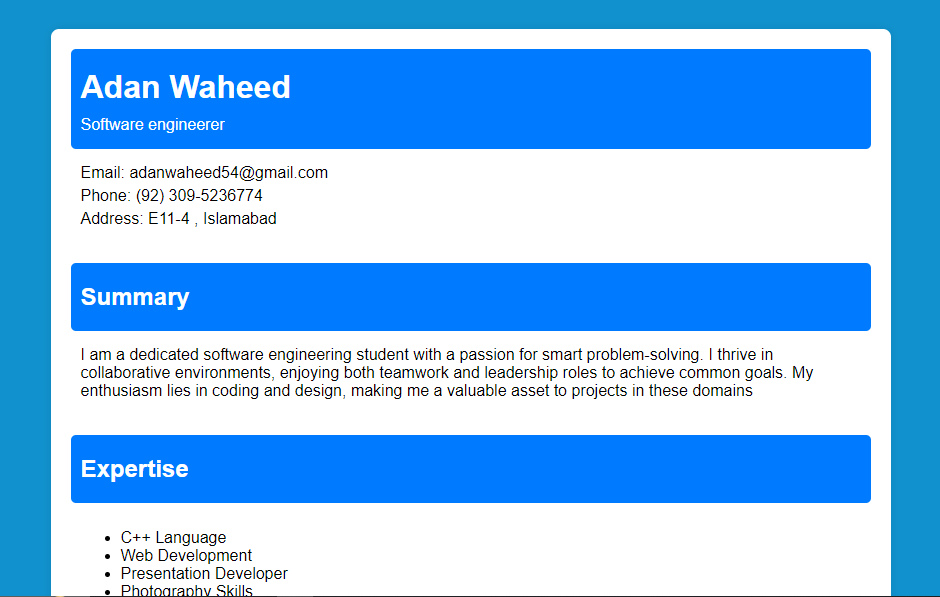 Adan Waheed
Software engineerer
Email: adanwaheed54@gmail.com
Phone: (92) 309-5236774
Address: E11-4 , Islamabad
Summary
I am a dedicated software engineering student with a passion for smart problem-solving. I thrive in
collaborative environments, enjoying both teamwork and leadership roles to achieve common goals. My
enthusiasm lies in coding and design, making me a valuable asset to projects in these domains
Expertise
• C++ Language
• Web Development
• Presentation Developer
• Photography Skills